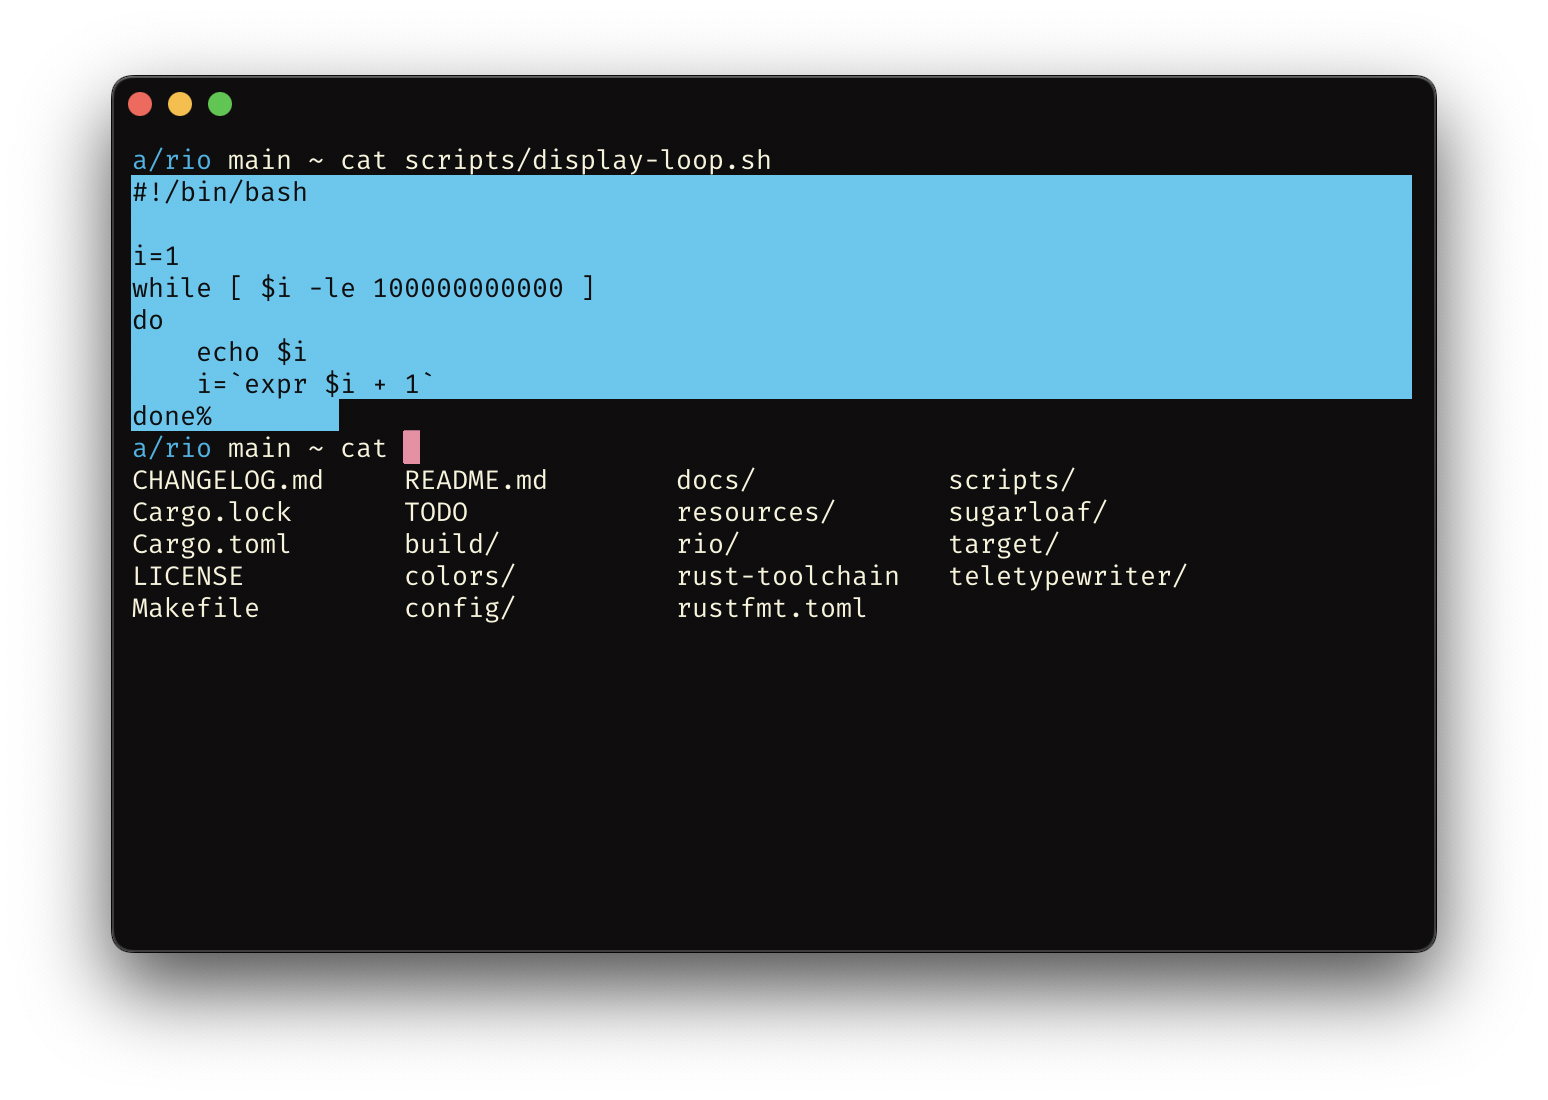 a/rio main ~ cat scripts/display-loop.sh
#!/bin/bash

i=1
while [ $i -le 100000000000 ]
do
    echo $i
    i=`expr $i + 1`
done%
a/rio main ~ cat
CHANGELOG.md     README.md        docs/            scripts/
Cargo.lock       TODO             resources/       sugarloaf/
Cargo.toml       build/           rio/             target/
LICENSE          colors/          rust-toolchain   teletypewriter/
Makefile         config/          rustfmt.toml